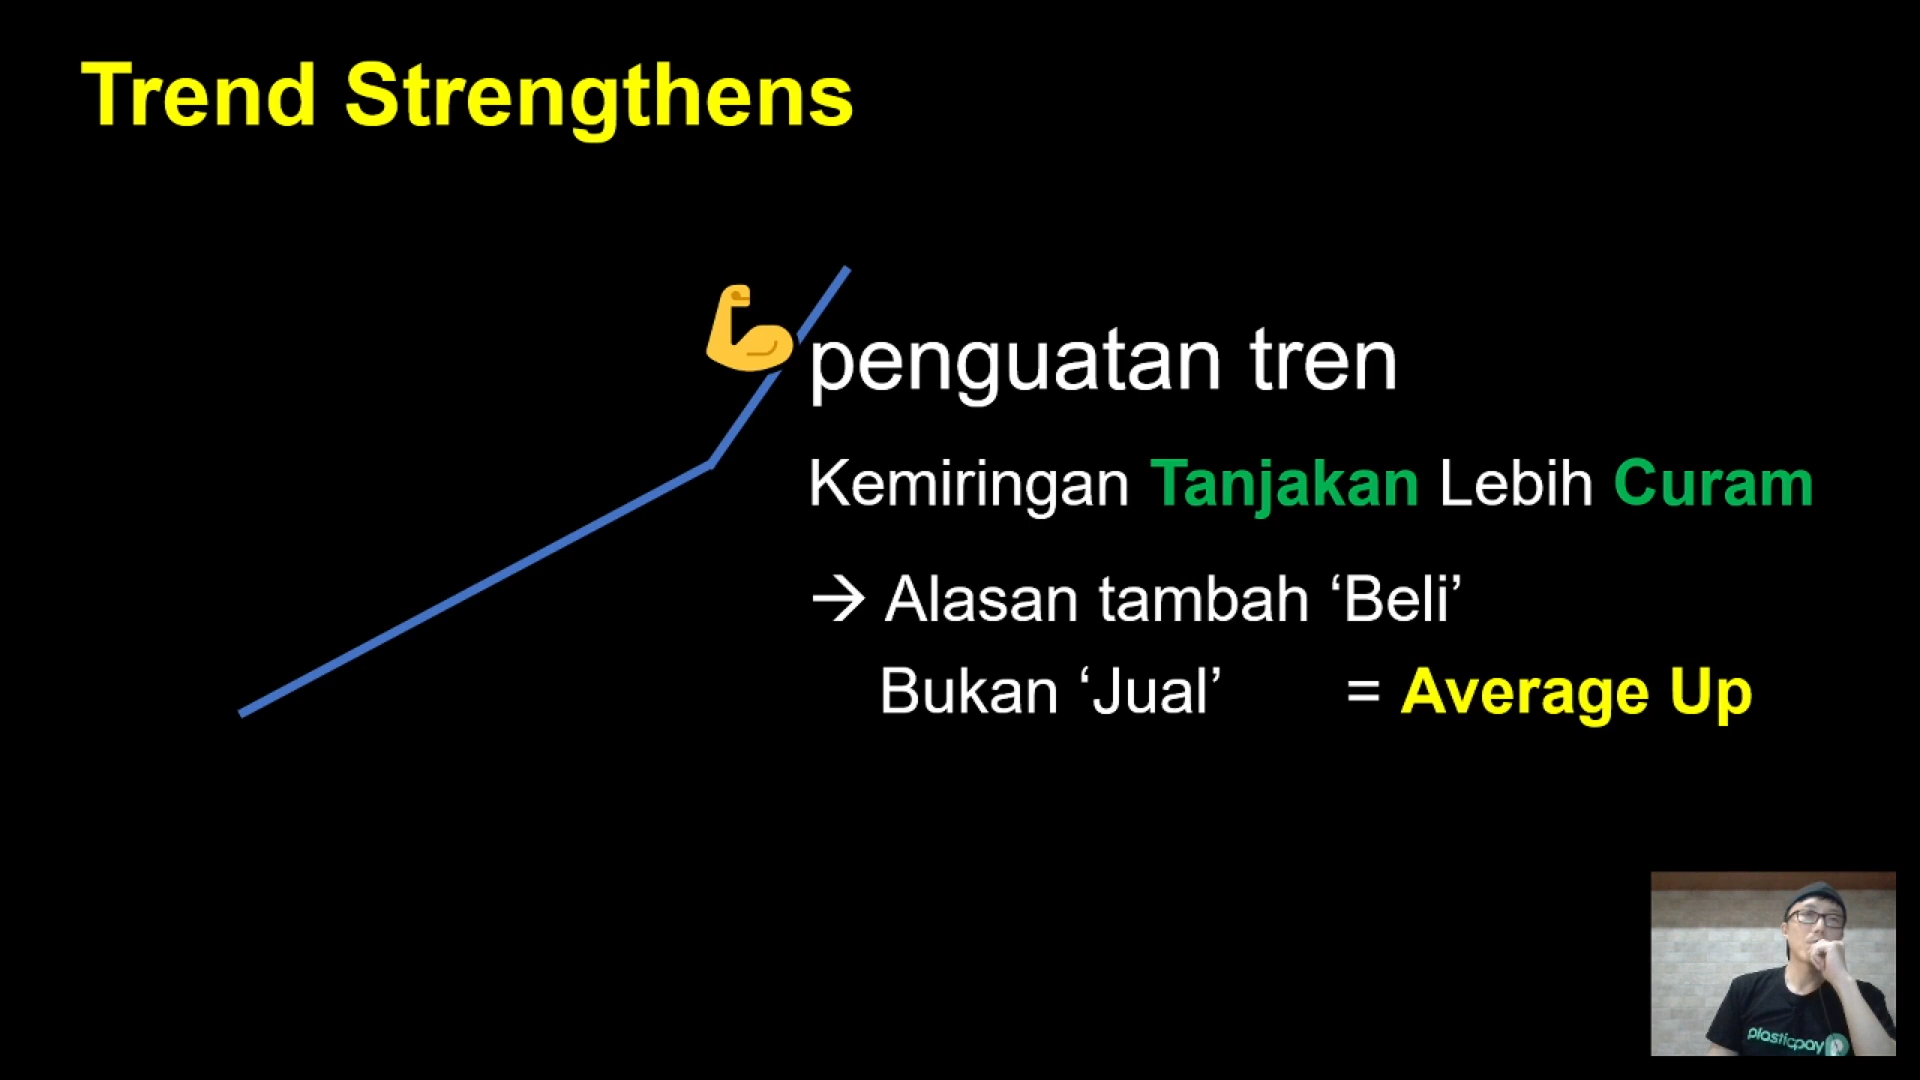 Trend Strengthens
penguatan tren
Kemiringan Tanjakan Lebih Curam
→ Alasan tambah ‘Beli’
Bukan ‘Jual’ = Average Up
plasticpay